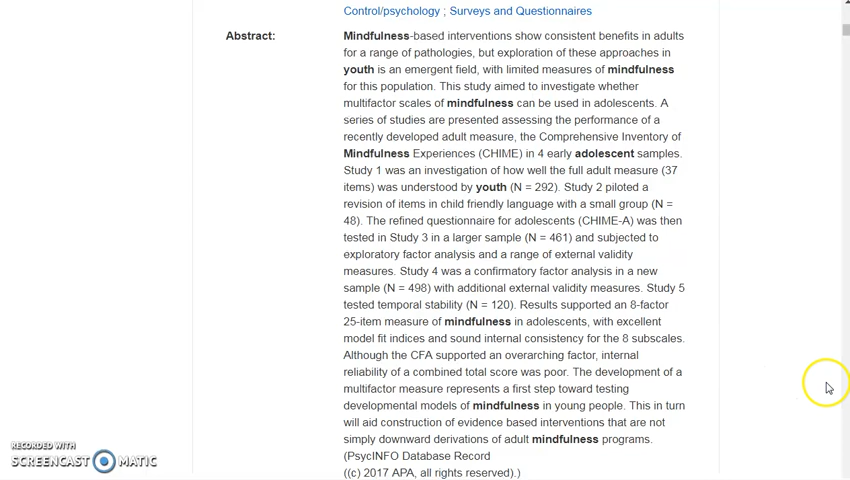 Control/psychology ; Surveys and Questionnaires
Abstract: Mindfulness-based interventions show consistent benefits in adults
for a range of pathologies, but exploration of these approaches in
youth is an emergent field, with limited measures of mindfulness
for this population. This study aimed to investigate whether
multifactor scales of mindfulness can be used in adolescents. A
series of studies are presented assessing the performance of a
recently developed adult measure, the Comprehensive Inventory of
Mindfulness Experiences (CHIME) in 4 early adolescent samples.
Study 1 was an investigation of how well the full adult measure (37
items) was understood by youth (N = 292). Study 2 piloted a
revision of items in child friendly language with a small group (N =
48). The refined questionnaire for adolescents (CHIME-A) was then
tested in Study 3 in a larger sample (N = 461) and subjected to
exploratory factor analysis and a range of external validity
measures. Study 4 was a confirmatory factor analysis in a new
sample (N = 498) with additional external validity measures. Study 5
tested temporal stability (N = 120). Results supported an 8-factor
25-item measure of mindfulness in adolescents, with excellent
model fit indices and sound internal consistency for the 8 subscales.
Although the CFA supported an overarching factor, internal
reliability of a combined total score was poor. The development of a
multifactor measure represents a first step toward testing
developmental models of mindfulness in young people. This in turn
will aid construction of evidence based interventions that are not
simply downward derivations of adult mindfulness programs.
(PsycINFO Database Record
((c) 2017 APA, all rights reserved).)
RECORDED WITH
SCREENCAST MATIC